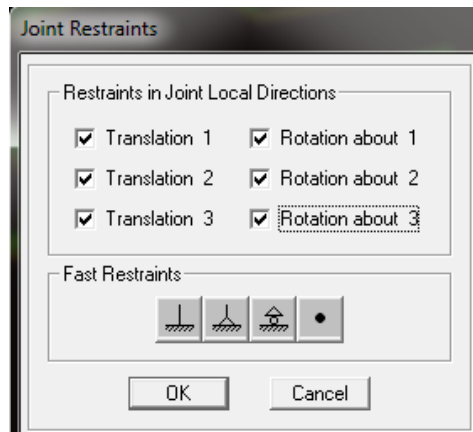 Joint Restraints
Restraints in Joint Local Directions
Translation 1 Rotation about 1
Translation 2 Rotation about 2
Translation 3 Rotation about 3
Fast Restraints
OK Cancel